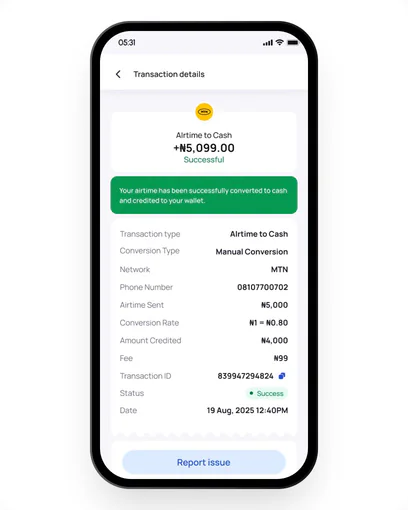 05:31
Transaction details
MTN
Airtime to Cash
+₦5,099.00
Successful
Your airtime has been successfully converted to cash
and credited to your wallet.
Transaction type Airtime to Cash
Conversion Type Manual Conversion
Network MTN
Phone Number 08107700702
Airtime Sent ₦5,000
Conversion Rate ₦1 = ₦0.80
Amount Credited ₦4,000
Fee ₦99
Transaction ID 839947294824
Status Success
Date 19 Aug, 2025 12:40PM
Report issue